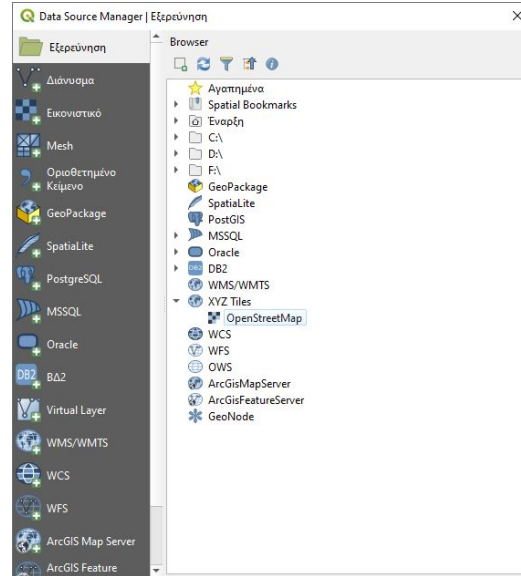 Data Source Manager | Εξερεύνηση
Εξερεύνηση
Διάνυσμα
Εικονιστικό
Mesh
Οριοθετημένο
Κείμενο
GeoPackage
SpatiaLite
PostgreSQL
MSSQL
Oracle
DB2 ΒΔ2
Virtual Layer
WMS/WMTS
WCS
WFS
ArcGIS Map Server
ArcGIS Feature
Browser
Αγαπημένα
Spatial Bookmarks
Έναρξη
C:\
D:\
F:\
GeoPackage
SpatiaLite
PostGIS
MSSQL
Oracle
DB2 DB2
WMS/WMTS
XYZ Tiles
OpenStreetMap
WCS
WFS
OWS
ArcGisMapServer
ArcGisFeatureServer
GeoNode